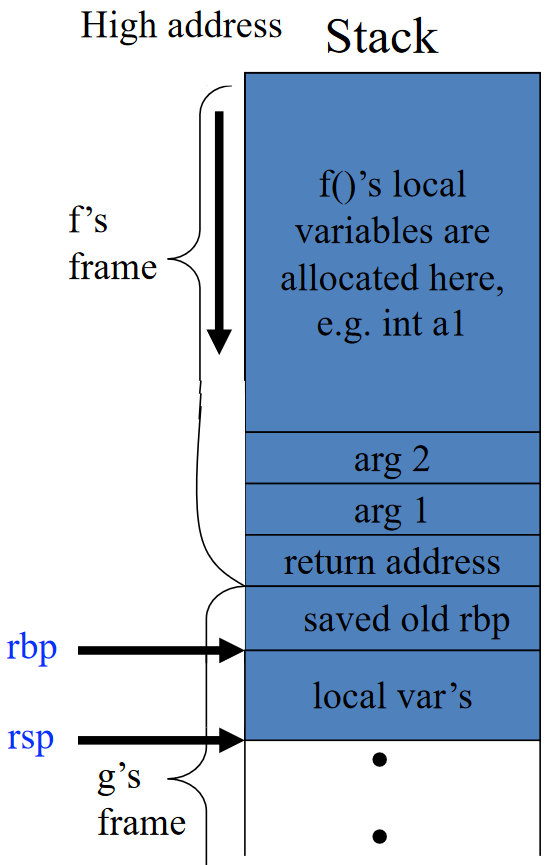 High address
Stack
f()’s local
variables are
allocated here,
e.g. int a1
f’s
frame
arg 2
arg 1
return address
saved old rbp
rbp
local var’s
rsp
g’s
frame